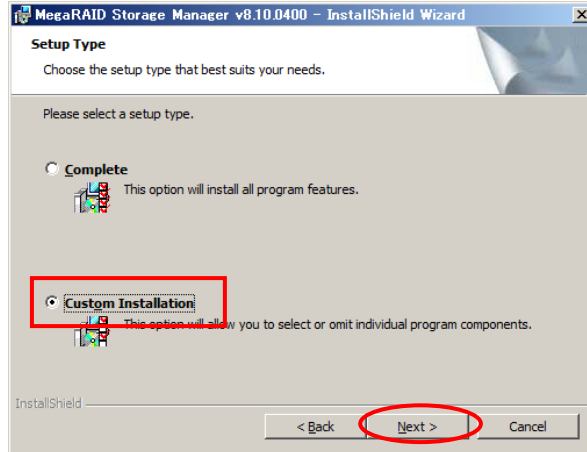 MegaRAID Storage Manager v8.10.0400 - InstallShield Wizard
Setup Type
Choose the setup type that best suits your needs.
Please select a setup type.
Complete
This option will install all program features.
Custom Installation
This option will allow you to select or omit individual program components.
InstallShield
< Back
Next >
Cancel